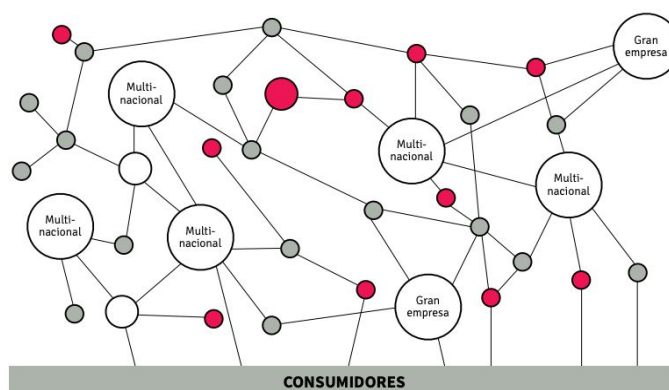 Gran
empresa
Multi-
nacional
Multi-
nacional
Multi-
nacional
Multi-
nacional
Multi-
nacional
Gran
empresa
CONSUMIDORES